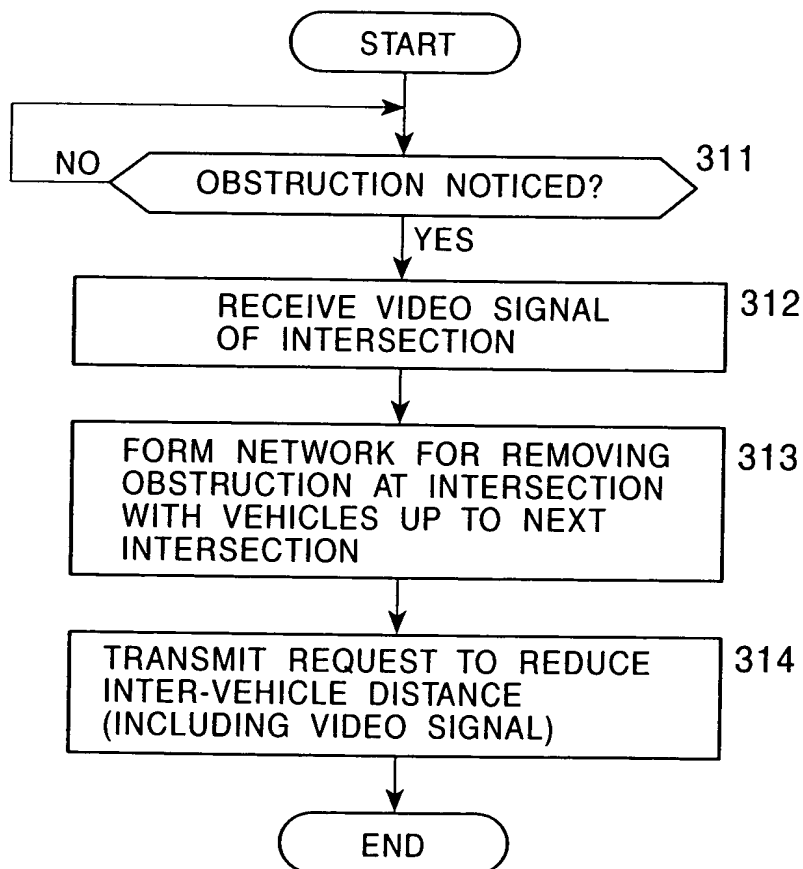 START
NO
OBSTRUCTION NOTICED?
311
YES
RECEIVE VIDEO SIGNAL
OF INTERSECTION
312
FORM NETWORK FOR REMOVING
OBSTRUCTION AT INTERSECTION
WITH VEHICLES UP TO NEXT
INTERSECTION
313
TRANSMIT REQUEST TO REDUCE
INTER-VEHICLE DISTANCE
(INCLUDING VIDEO SIGNAL)
314
END